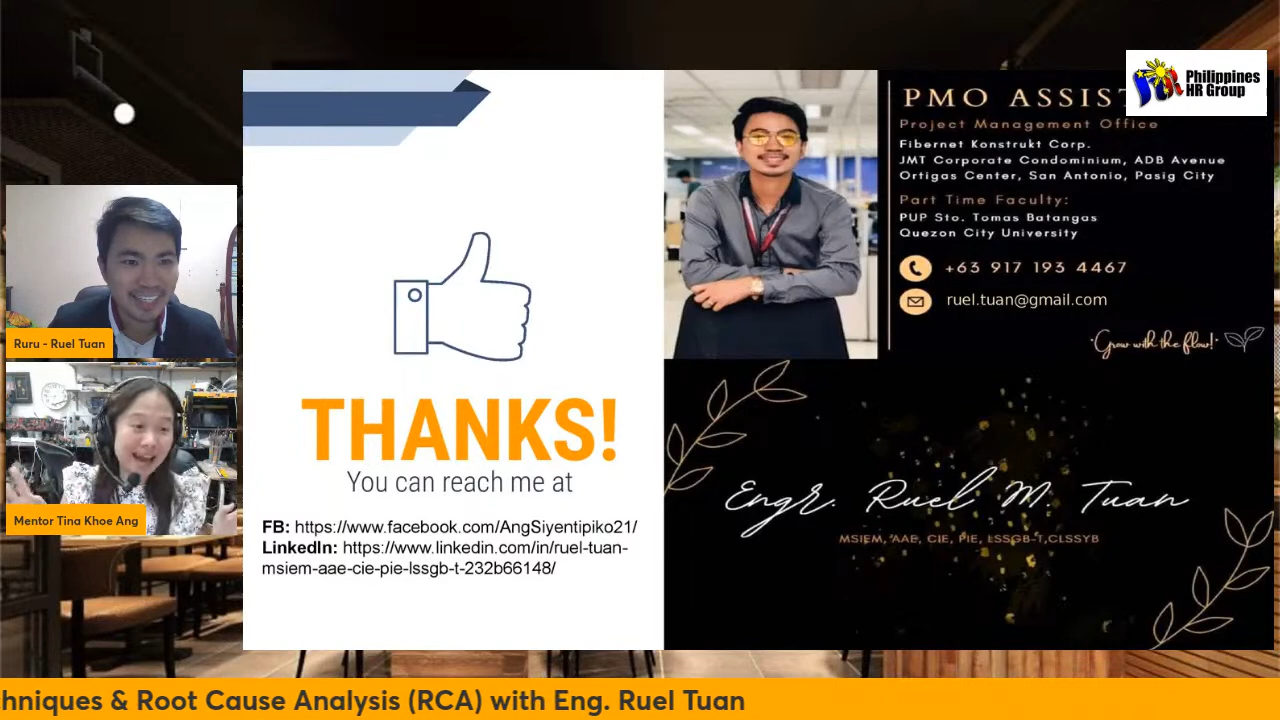 Philippines
HR Group
PMO ASSIST
Project Management Office
Fibernet Konstrukt Corp.
JMT Corporate Condominium, ADB Avenue
Ortigas Center, San Antonio, Pasig City
Part Time Faculty:
PUP Sto. Tomas Batangas
Quezon City University
+63 917 193 4467
ruel.tuan@gmail.com
"Grow with the flow!"
Ruru - Ruel Tuan
Mentor Tina Khoe Ang
THANKS!
You can reach me at
FB: https://www.facebook.com/AngSiyentipiko21/
LinkedIn: https://www.linkedin.com/in/ruel-tuan-
msiem-aae-cie-pie-lssgb-t-232b66148/
Engr. Ruel M. Tuan
MSIEM, AAE, CIE, PIE, LSSGB-T,CLSSYB
chniques & Root Cause Analysis (RCA) with Eng. Ruel Tuan